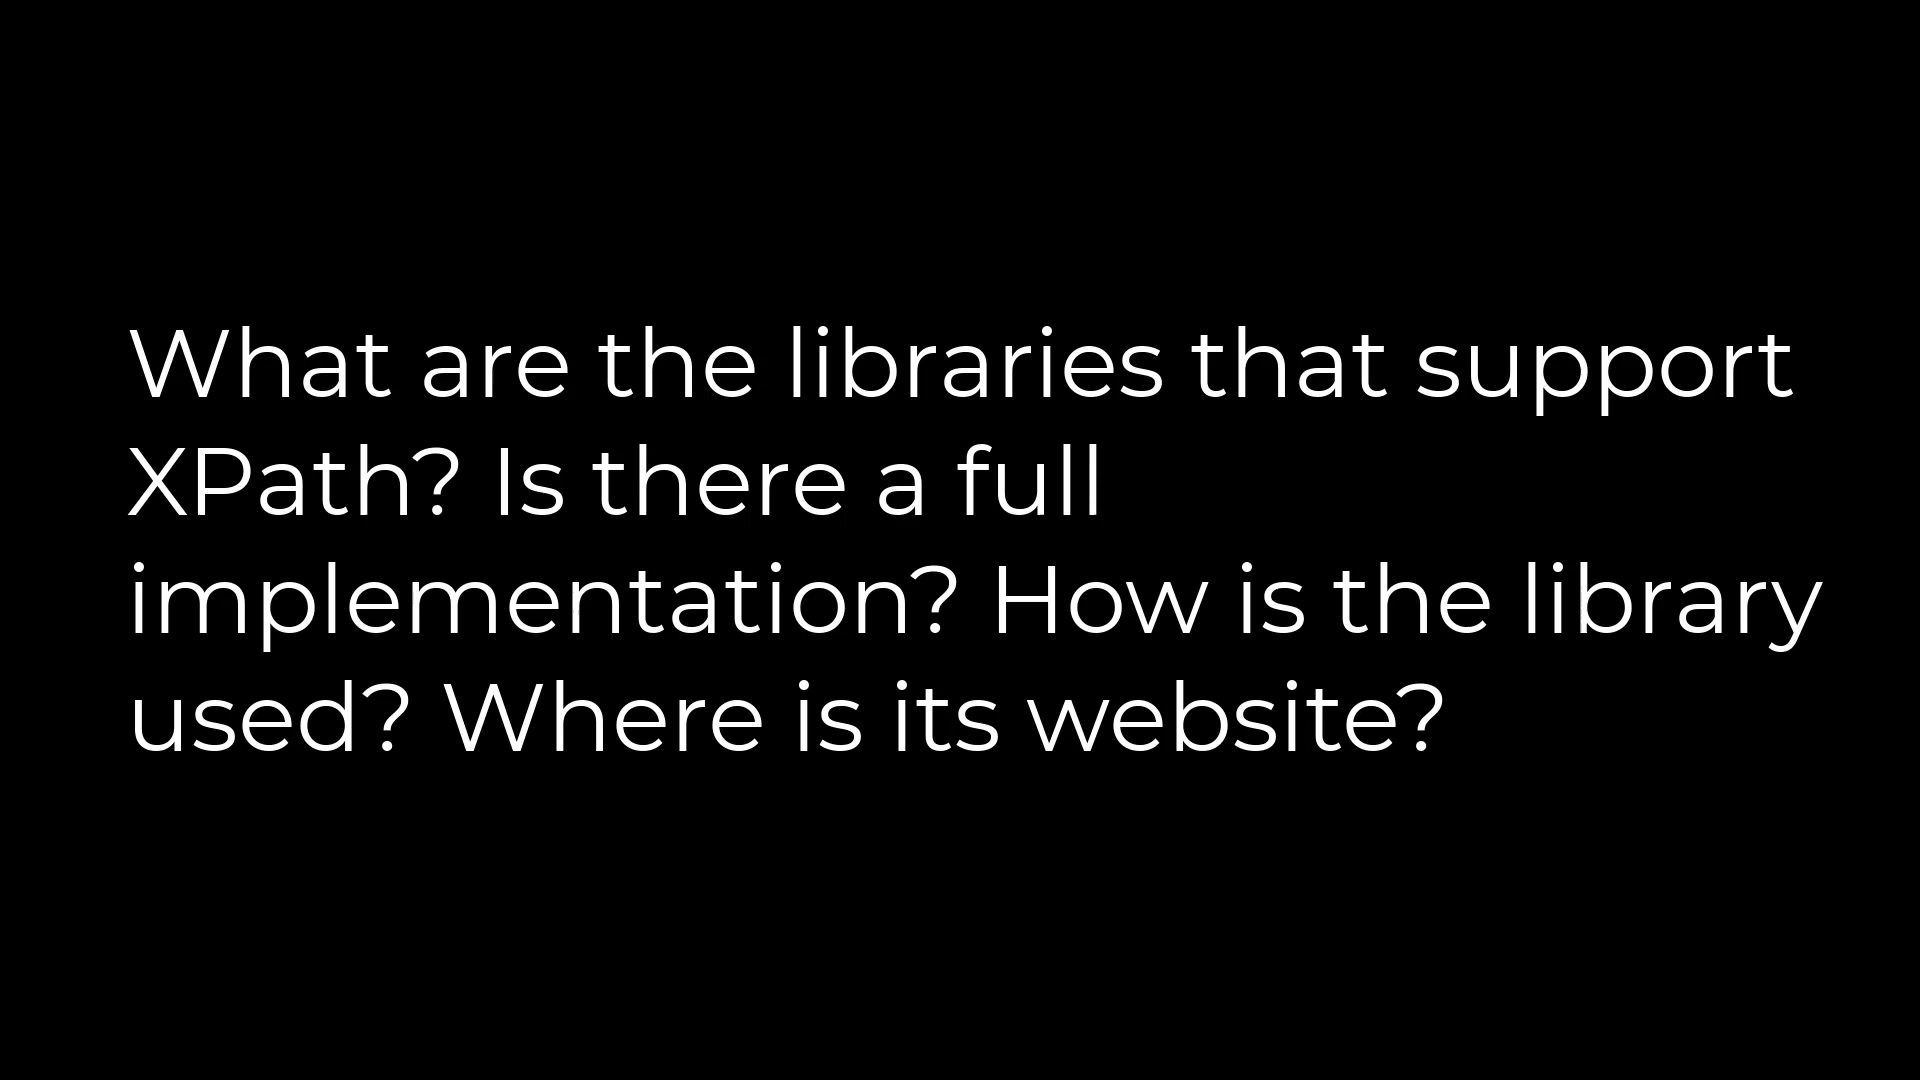 What are the libraries that support
XPath? Is there a full
implementation? How is the library
used? Where is its website?